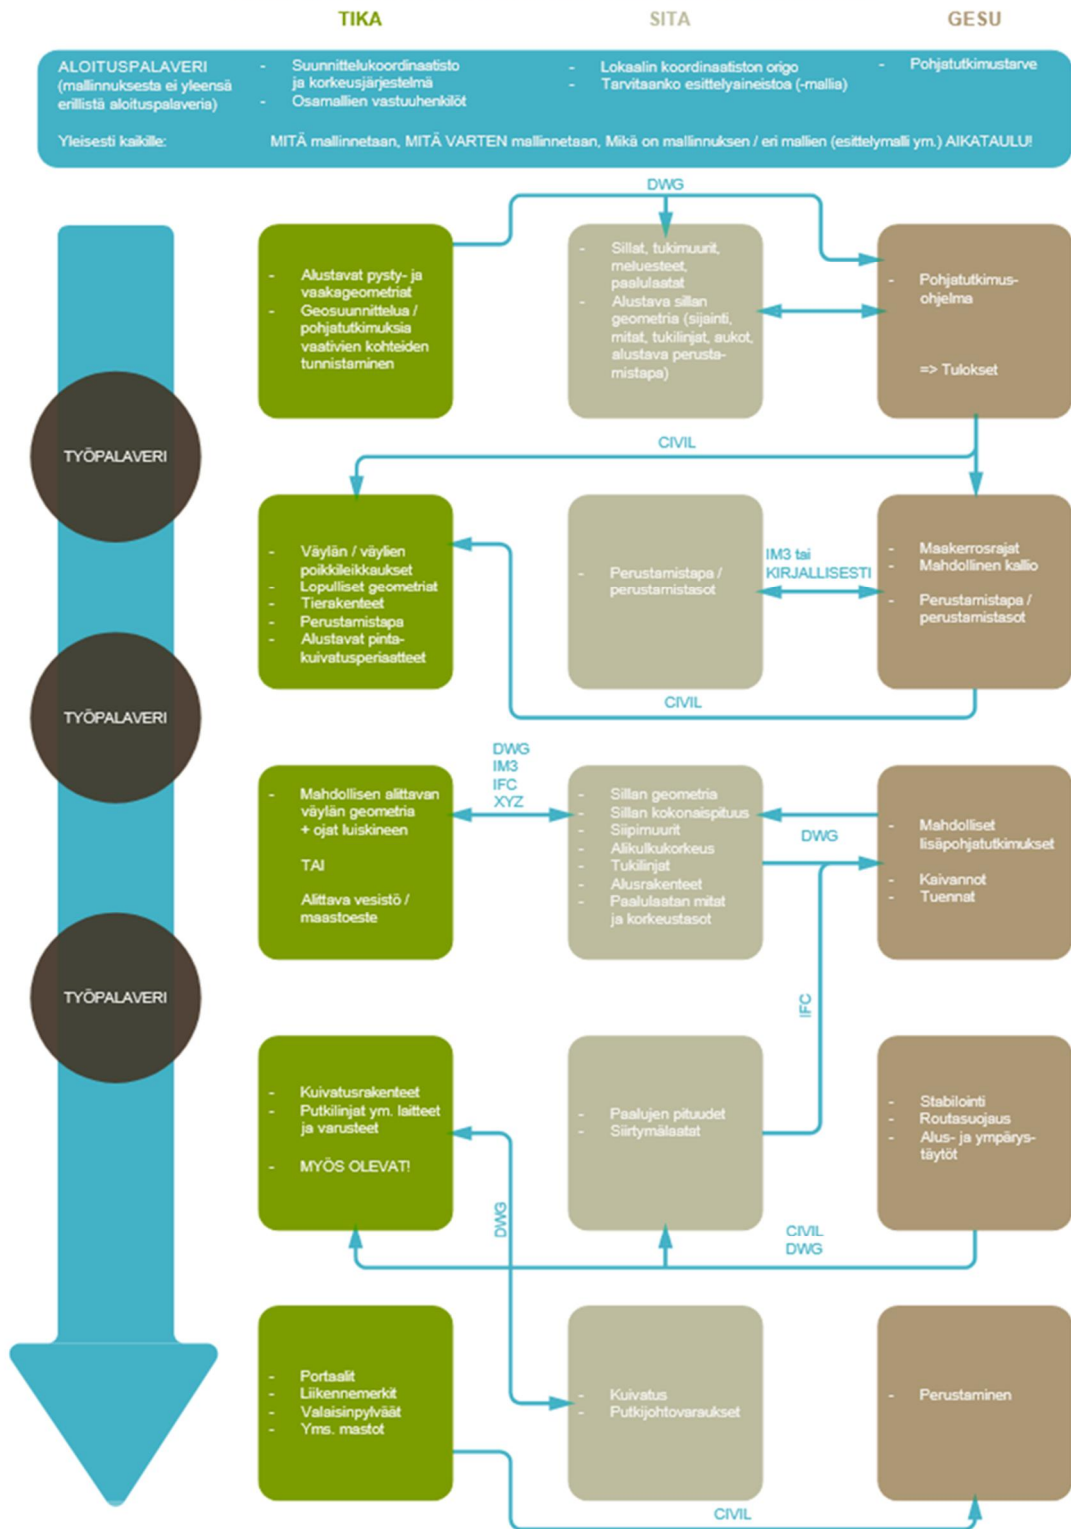 TIKA
SITA
GESU
ALOITUSPALAVERI
(mallinnuksesta ei yleensä
erillistä aloituspalaveria)
- Suunnittelukoordinaatisto
ja korkeusjärjestelmä
- Osamallien vastuuhenkilöt
- Lokaalin koordinaatiston origo
- Tarvitaanko esittelyaineistoa (-mallia)
- Pohjatutkimustarve
Yleisesti kaikille:
MITÄ mallinnetaan, MITÄ VARTEN mallinnetaan, Mikä on mallinnuksen / eri mallien (esittelymalli ym.) AIKATAULU!
DWG
- Alustavat pysty- ja
vaakageometriat
- Geosuunnittelua /
pohjatutkimuksia
vaativien kohteiden
tunnistaminen
- Sillat, tukimuurit,
meluesteet,
paalulaatat
- Alustava sillan
geometria (sijainti,
mitat, tukilinjat, aukot,
alustava perusta-
mistapa)
- Pohjatutkimus-
ohjelma
=> Tulokset
TYÖPALAVERI
CIVIL
- Väylän / väylien
poikkileikkaukset
- Lopulliset geometriat
- Tierakenteet
- Perustamistapa
- Alustavat pinta-
kuivatusperiaatteet
- Perustamistapa /
perustamistasot
IM3 tai
KIRJALLISESTI
- Maakerrosrajat
- Mahdollinen kallio
- Perustamistapa /
perustamistasot
CIVIL
TYÖPALAVERI
- Mahdollisen alittavan
väylän geometria
+ ojat luiskineen
TAI
Alittava vesistö /
maastoeste
DWG
IM3
IFC
XYZ
- Sillan geometria
- Sillan kokonaispituus
- Siipimuurit
- Alikulkukorkeus
- Tukilinjat
- Alusrakenteet
- Paalulaatan mitat
ja korkeustasot
DWG
- Mahdolliset
lisäpohjatutkimukset
- Kaivannot
- Tuennat
TYÖPALAVERI
IFC
- Kuivatusrakenteet
- Putkilinjat ym. laitteet
ja varusteet
- MYÖS OLEVAT!
- Paalujen pituudet
- Siirtymälaatat
- Stabilointi
- Routasuojaus
- Alus- ja ympärys-
täytöt
DWG
CIVIL
DWG
- Portaalit
- Liikennemerkit
- Valaisinpylväät
- Yms. mastot
- Kuivatus
- Putkijohtovaraukset
- Perustaminen
CIVIL